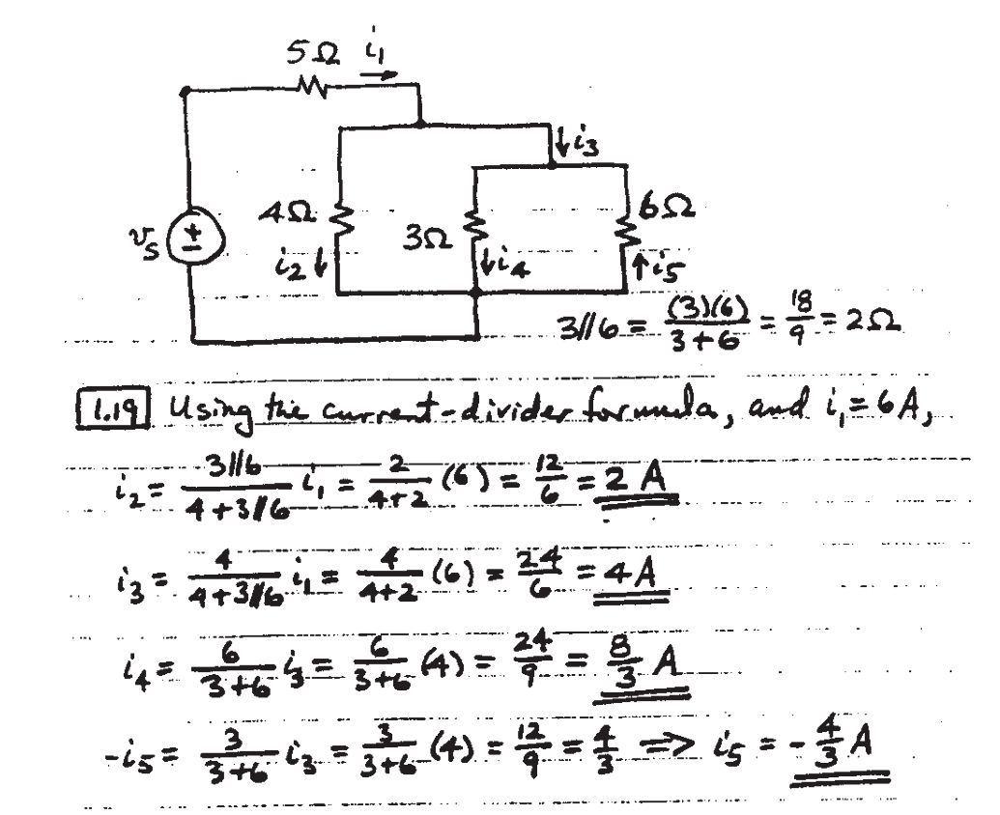 5Ω i₁
i₃
4Ω 3Ω 6Ω
v_s + −
i₂ i₄ i₅
3//6 = (3)(6)/(3+6) = 18/9 = 2Ω
1.19 Using the current-divider formula, and i₁ = 6A,
i₂ = 3//6/(4+3//6) i₁ = 2/(4+2) (6) = 12/6 = 2 A
i₃ = 4/(4+3//6) i₁ = 4/(4+2) (6) = 24/6 = 4A
i₄ = 6/(3+6) i₃ = 6/(3+6) (4) = 24/9 = 8/3 A
-i₅ = 3/(3+6) i₃ = 3/(3+6) (4) = 12/9 = 4/3 ⇒ i₅ = -4/3 A